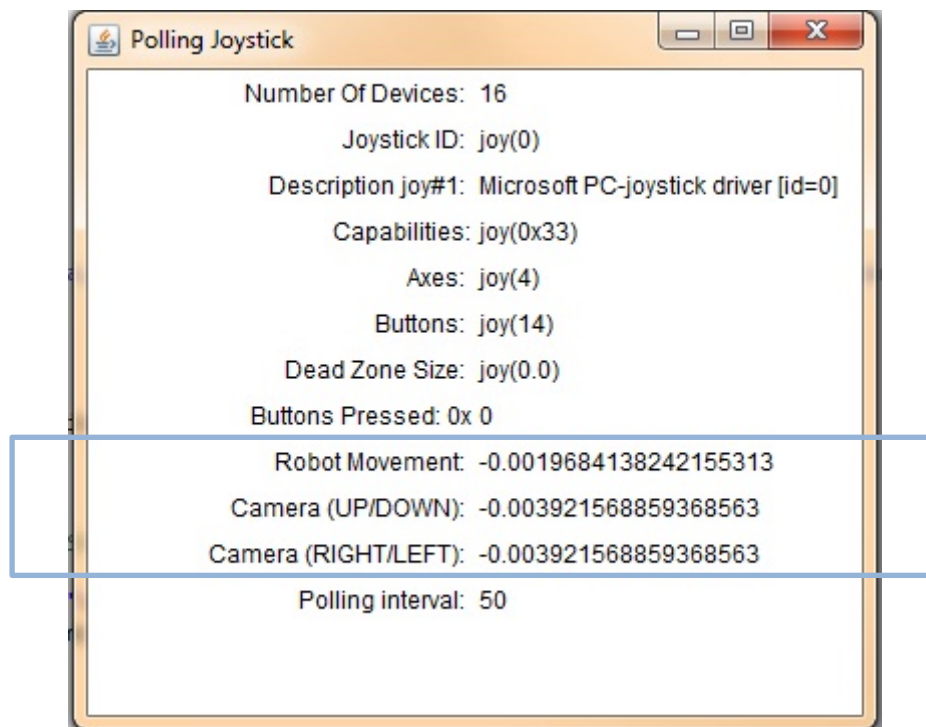 Polling Joystick
Number Of Devices: 16
Joystick ID: joy(0)
Description joy#1: Microsoft PC-joystick driver [id=0]
Capabilities: joy(0x33)
Axes: joy(4)
Buttons: joy(14)
Dead Zone Size: joy(0.0)
Buttons Pressed: 0x 0
Robot Movement: -0.0019684138242155313
Camera (UP/DOWN): -0.003921568859368563
Camera (RIGHT/LEFT): -0.003921568859368563
Polling interval: 50